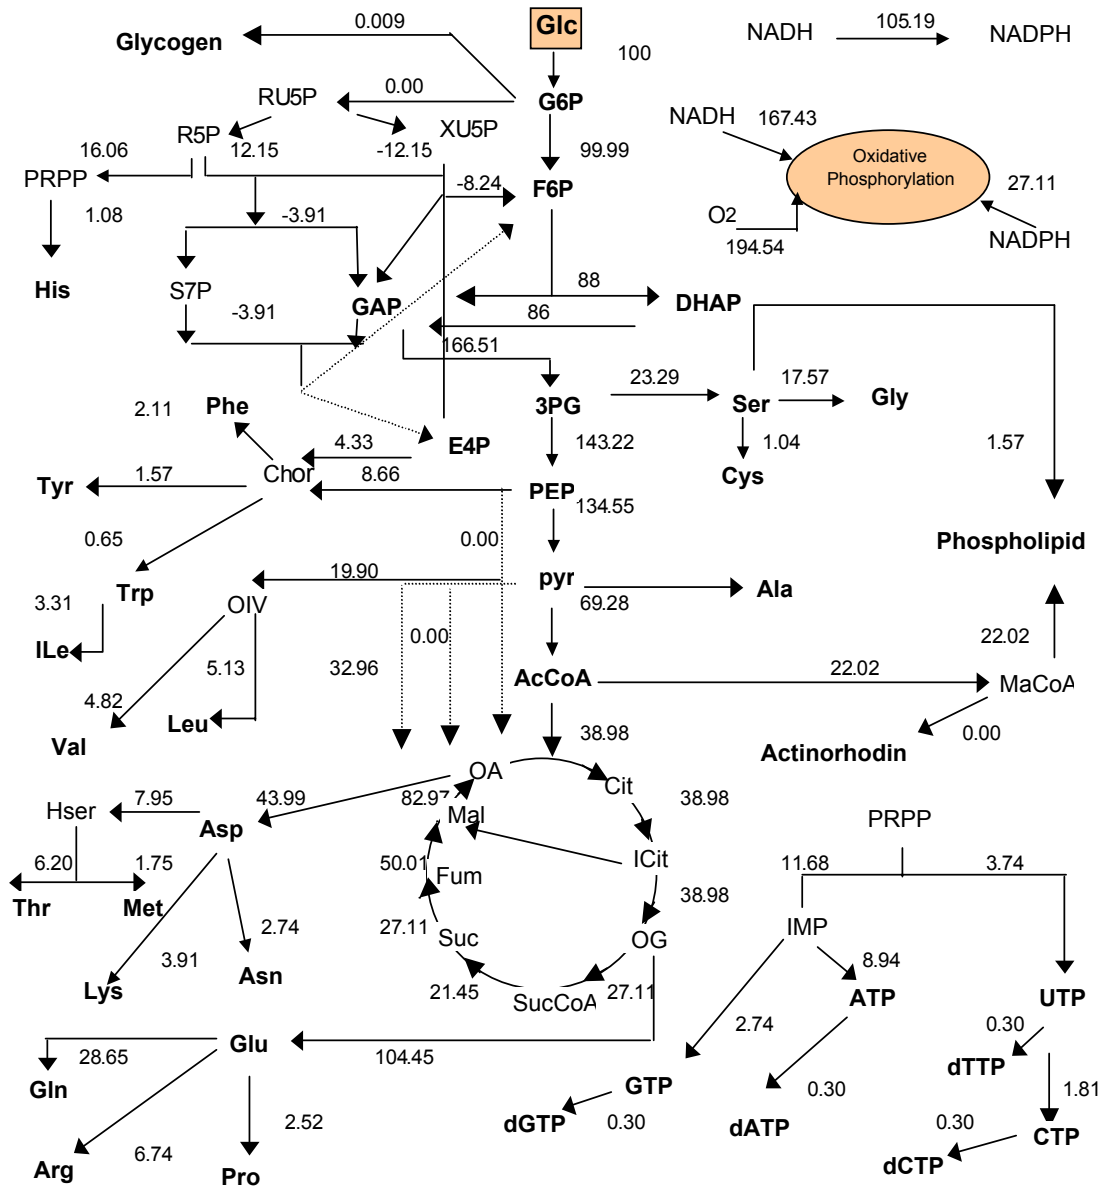 0.009
Glc
NADH
105.19
NADPH
Glycogen
100
RU5P
0.00
G6P
NADH
167.43
R5P
XU5P
16.06
12.15
-12.15
99.99
Oxidative
Phosphorylation
PRPP
-8.24
F6P
27.11
1.08
-3.91
O2
194.54
NADPH
His
S7P
GAP
88
DHAP
-3.91
86
166.51
23.29
17.57
Phe
3PG
Ser
Gly
2.11
4.33
E4P
143.22
1.04
1.57
Chor
8.66
Cys
Tyr
1.57
PEP
134.55
0.65
0.00
Phospholipid
19.90
pyr
Ala
Trp
3.31
OIV
69.28
ILe
0.00
22.02
5.13
32.96
AcCoA
22.02
MaCoA
4.82
Leu
Val
38.98
0.00
Actinorhodin
OA
Cit
Hser
7.95
43.99
82.97
38.98
Asp
Mal
PRPP
6.20
1.75
50.01
Fum
ICit
11.68
3.74
Thr
Met
38.98
2.74
27.11
Suc
OG
IMP
3.91
Asn
8.94
Lys
21.45
SucCoA
27.11
ATP
UTP
Glu
2.74
0.30
28.65
104.45
dTTP
Gln
GTP
0.30
1.81
2.52
dGTP
0.30
dATP
0.30
CTP
Arg
6.74
Pro
dCTP